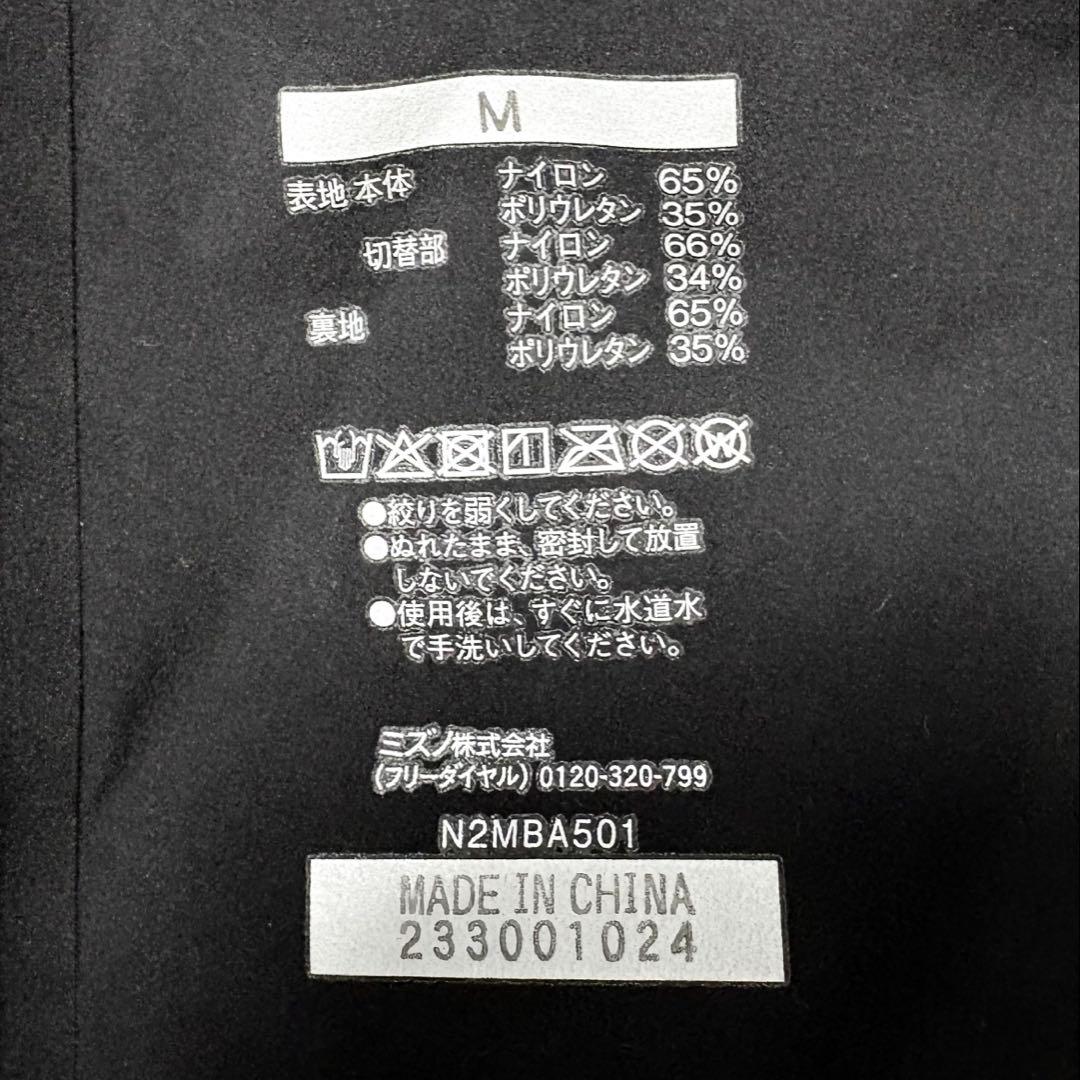 M
表地 本体 ナイロン 65%
ポリウレタン 35%
切替部 ナイロン 66%
ポリウレタン 34%
裏地 ナイロン 65%
ポリウレタン 35%
●絞りを弱くしてください。
●ぬれたまま、密封して放置
しないでください。
●使用後は、すぐに水道水
で手洗いしてください。
ミズノ株式会社
(フリーダイヤル) 0120-320-799
N2MBA501
MADE IN CHINA
233001024